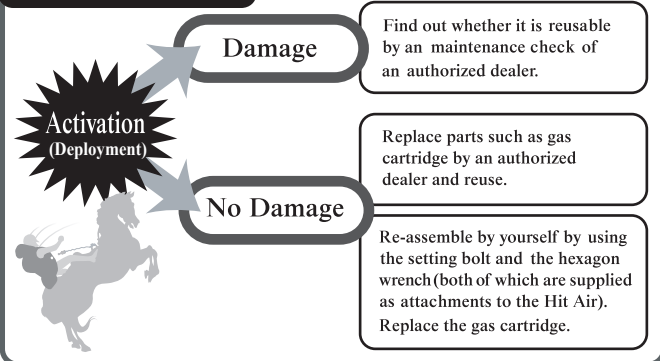 Activation
(Deployment)
Damage
Find out whether it is reusable
by an maintenance check of
an authorized dealer.
No Damage
Replace parts such as gas
cartridge by an authorized
dealer and reuse.
Re-assemble by yourself by using
the setting bolt and the hexagon
wrench(both of which are supplied
as attachments to the Hit Air).
Replace the gas cartridge.